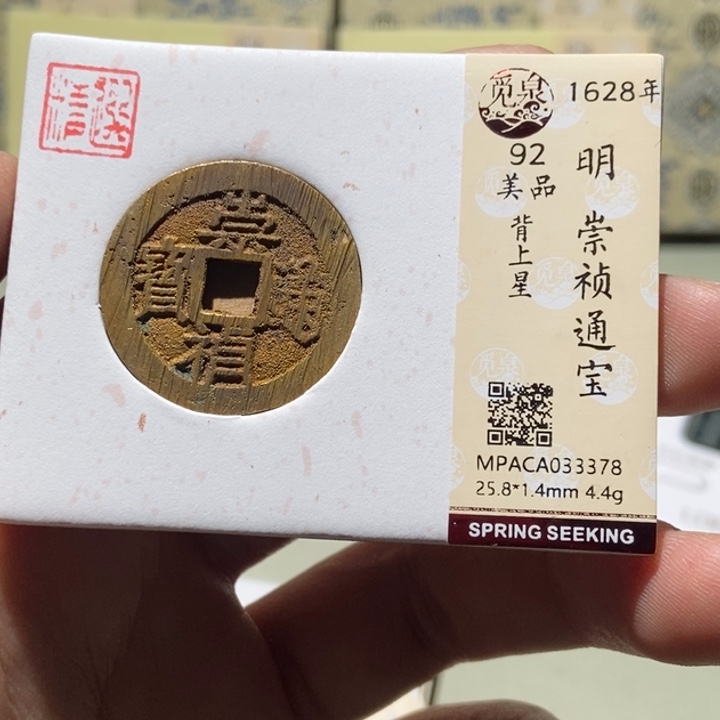 崇禎通寶
觅泉
1628年
明 崇祯通宝
92
美品
背上星
MPACA033378
25.8*1.4mm 4.4g
SPRING SEEKING